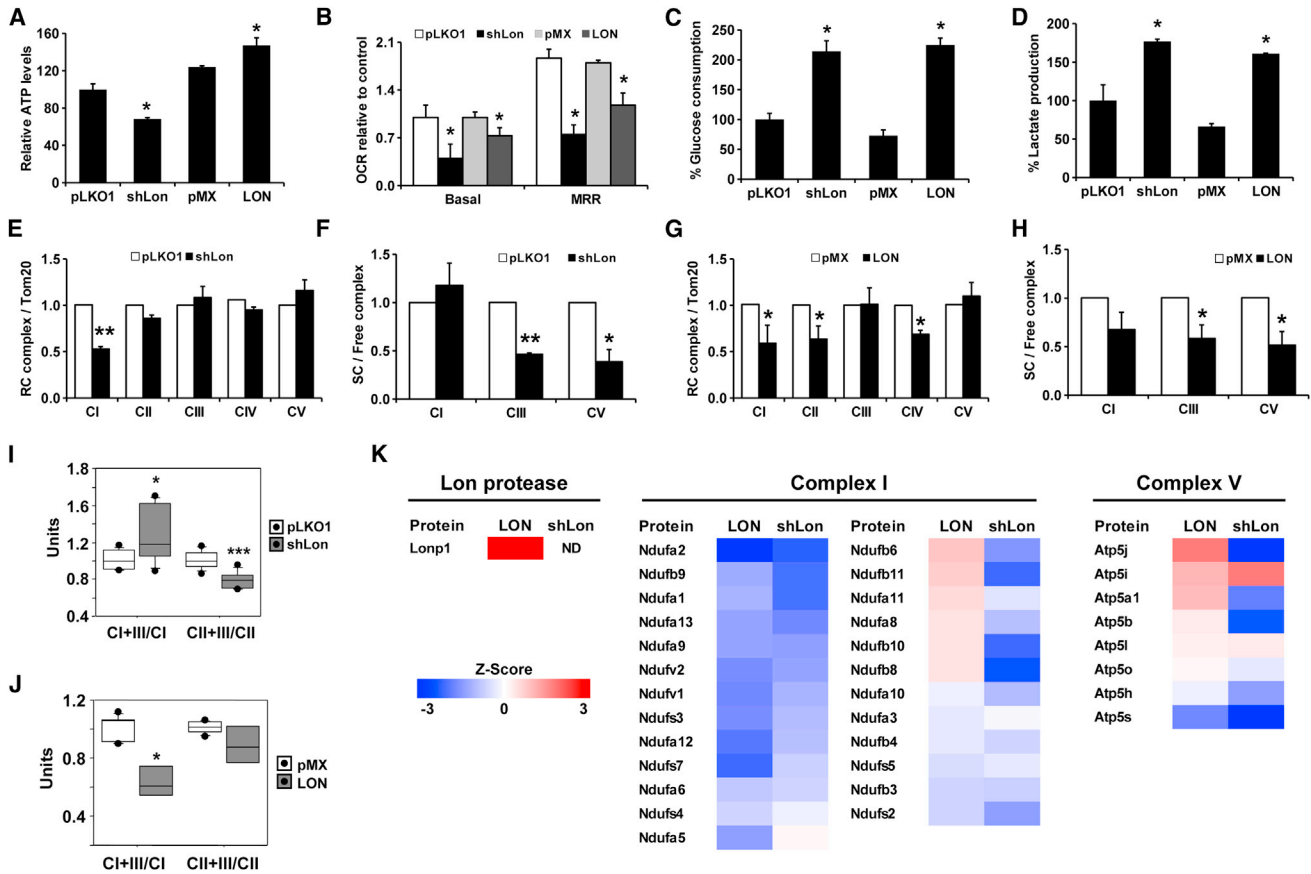 A
Relative ATP levels
160
120
80
40
0
*
*
pLKO1 shLon pMX LON
B
OCR relative to control
2.1
1.4
0.7
0.0
pLKO1 shLon pMX LON
* * * *
Basal MRR
C
% Glucose consumption
250
200
150
100
50
0
* *
pLKO1 shLon pMX LON
D
% Lactate production
200
150
100
50
0
* *
pLKO1 shLon pMX LON
E
RC complex / Tom20
1.5
1.0
0.5
0.0
pLKO1 shLon
**
CI CII CIII CIV CV
F
SC / Free complex
1.5
1.0
0.5
0.0
pLKO1 shLon
** *
CI CIII CV
G
RC complex / Tom20
1.5
1.0
0.5
0.0
pMX LON
* * *
CI CII CIII CIV CV
H
SC / Free complex
1.5
1.0
0.5
0.0
pMX LON
* *
CI CIII CV
I
Units
1.8
1.6
1.2
1.0
0.8
0.4
* ***
pLKO1
shLon
CI+III/CI CII+III/CII
J
Units
1.2
0.8
0.6
0.4
*
pMX
LON
CI+III/CI CII+III/CII
K
Lon protease
Protein LON shLon
Lonp1 ND
Z-Score
-3 0 3
Complex I
Protein LON shLon
Ndufa2
Ndufb9
Ndufa1
Ndufa13
Ndufa9
Ndufv2
Ndufv1
Ndufs3
Ndufa12
Ndufs7
Ndufa6
Ndufs4
Ndufa5
Protein LON shLon
Ndufb6
Ndufb11
Ndufa11
Ndufa8
Ndufb10
Ndufb8
Ndufa10
Ndufa3
Ndufb4
Ndufs5
Ndufb3
Ndufs2
Complex V
Protein LON shLon
Atp5j
Atp5i
Atp5a1
Atp5b
Atp5l
Atp5o
Atp5h
Atp5s